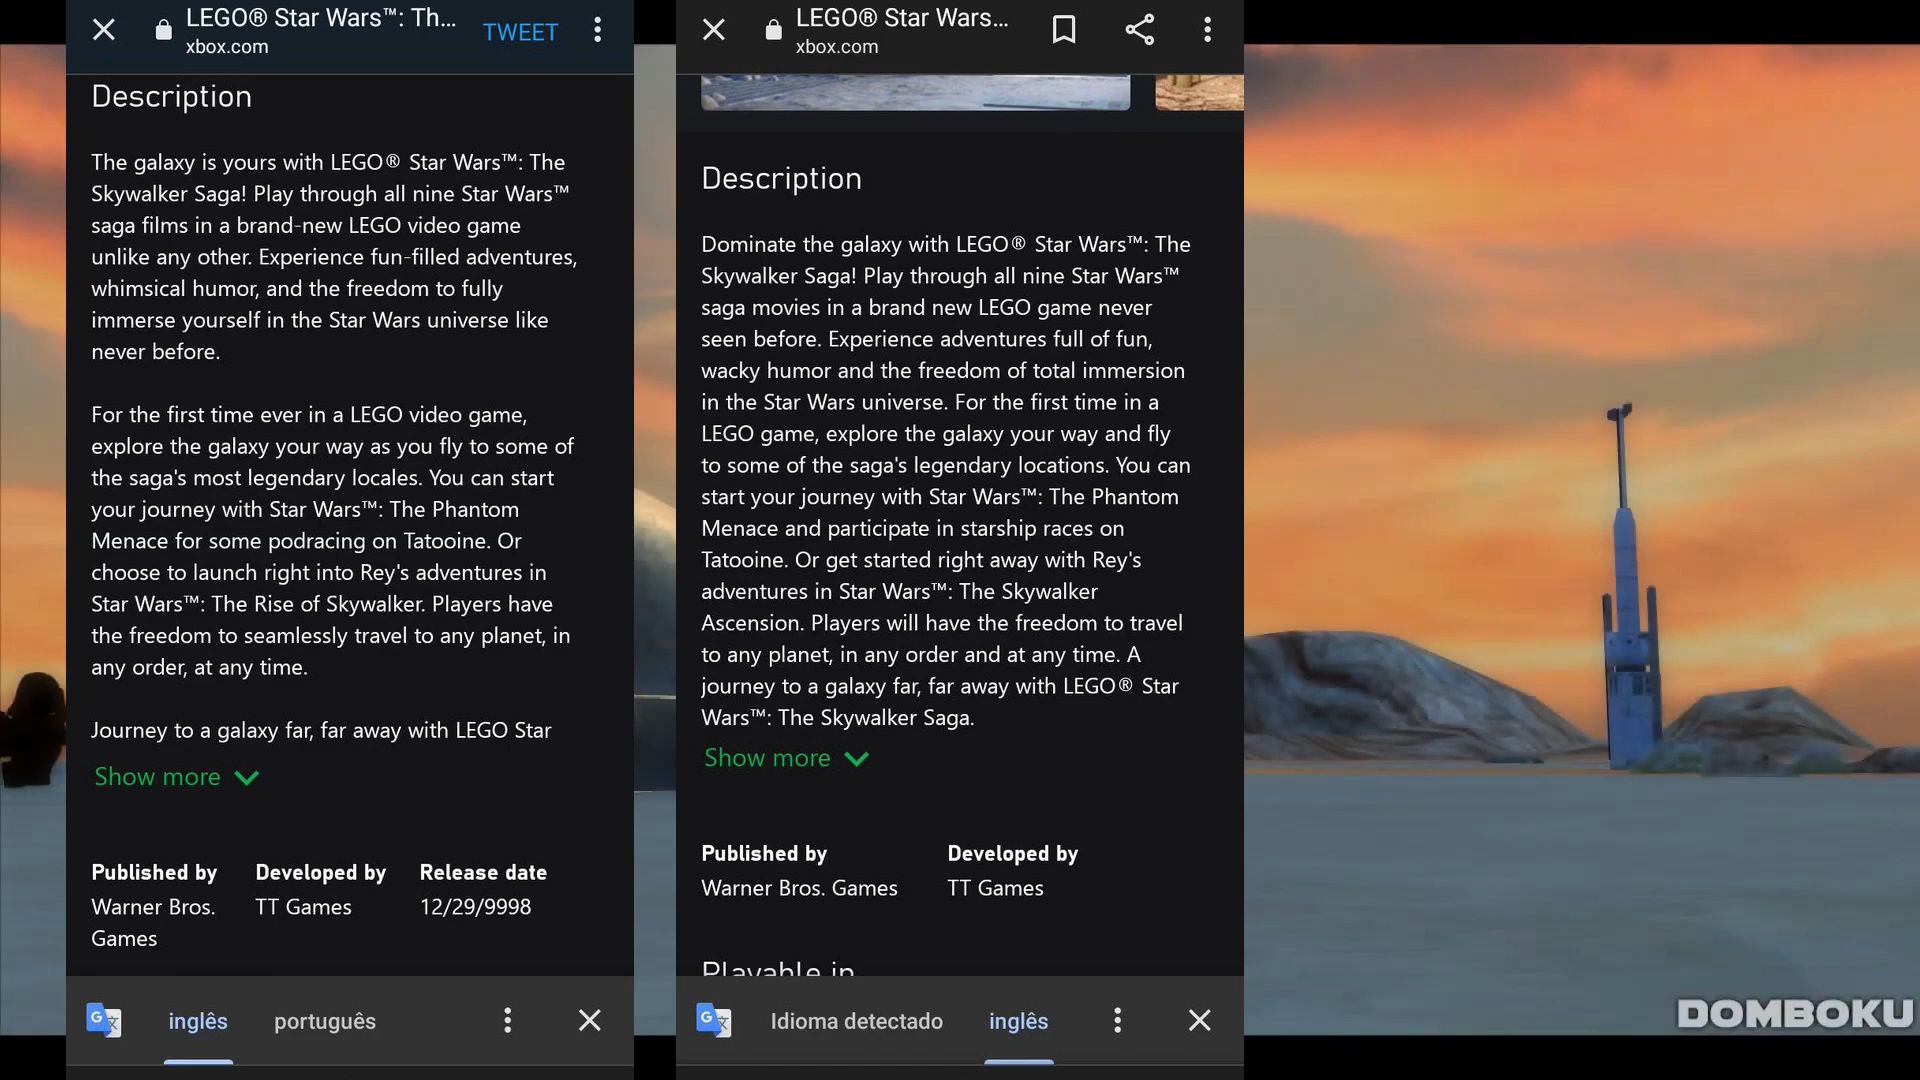 LEGO® Star Wars™: Th...
xbox.com
TWEET
Description
The galaxy is yours with LEGO® Star Wars™: The
Skywalker Saga! Play through all nine Star Wars™
saga films in a brand-new LEGO video game
unlike any other. Experience fun-filled adventures,
whimsical humor, and the freedom to fully
immerse yourself in the Star Wars universe like
never before.
For the first time ever in a LEGO video game,
explore the galaxy your way as you fly to some of
the saga's most legendary locales. You can start
your journey with Star Wars™: The Phantom
Menace for some podracing on Tatooine. Or
choose to launch right into Rey's adventures in
Star Wars™: The Rise of Skywalker. Players have
the freedom to seamlessly travel to any planet, in
any order, at any time.
Journey to a galaxy far, far away with LEGO Star
Show more
Published by
Warner Bros.
Games
Developed by
TT Games
Release date
12/29/9998
inglês
português
LEGO® Star Wars...
xbox.com
Description
Dominate the galaxy with LEGO® Star Wars™: The
Skywalker Saga! Play through all nine Star Wars™
saga movies in a brand new LEGO game never
seen before. Experience adventures full of fun,
wacky humor and the freedom of total immersion
in the Star Wars universe. For the first time in a
LEGO game, explore the galaxy your way and fly
to some of the saga's legendary locations. You can
start your journey with Star Wars™: The Phantom
Menace and participate in starship races on
Tatooine. Or get started right away with Rey's
adventures in Star Wars™: The Skywalker
Ascension. Players will have the freedom to travel
to any planet, in any order and at any time. A
journey to a galaxy far, far away with LEGO® Star
Wars™: The Skywalker Saga.
Show more
Published by
Warner Bros. Games
Developed by
TT Games
Playable in
Idioma detectado
inglês
DOMBOKU